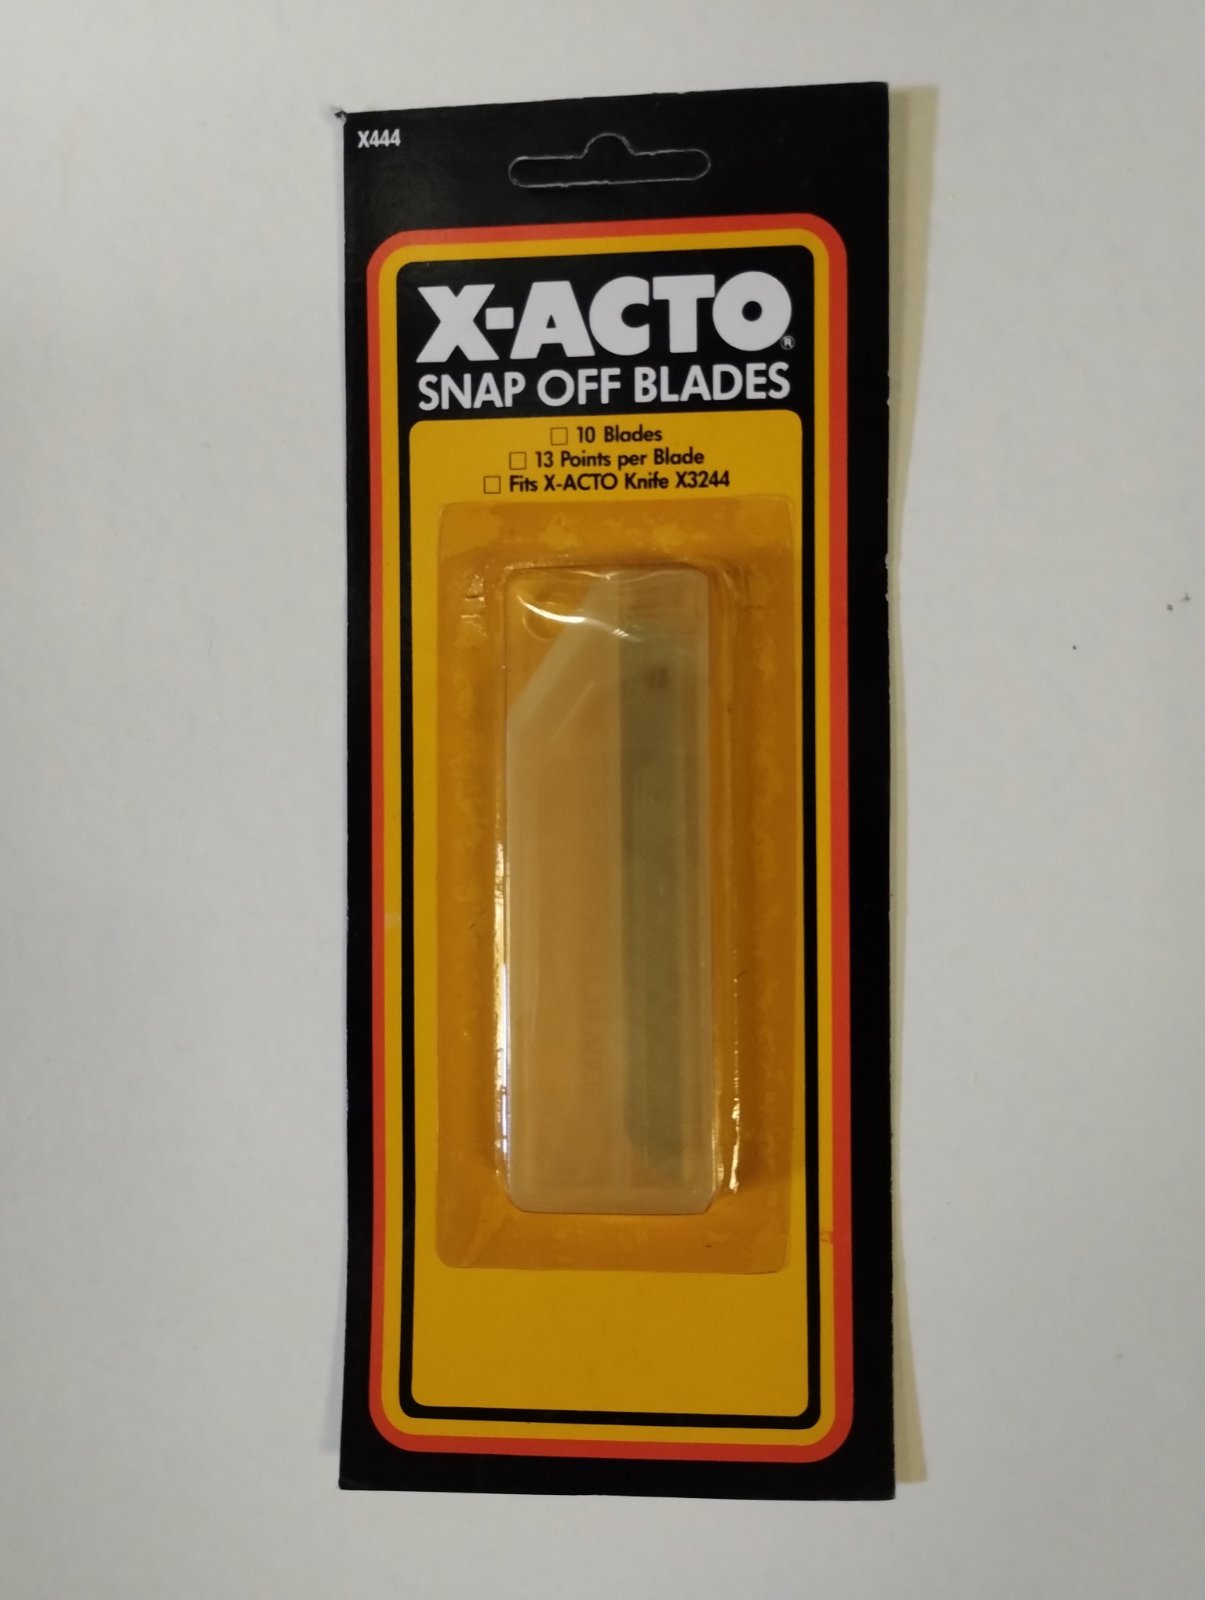 X444
X-ACTO®
SNAP OFF BLADES
□ 10 Blades
□ 13 Points per Blade
□ Fits X-ACTO Knife X3244